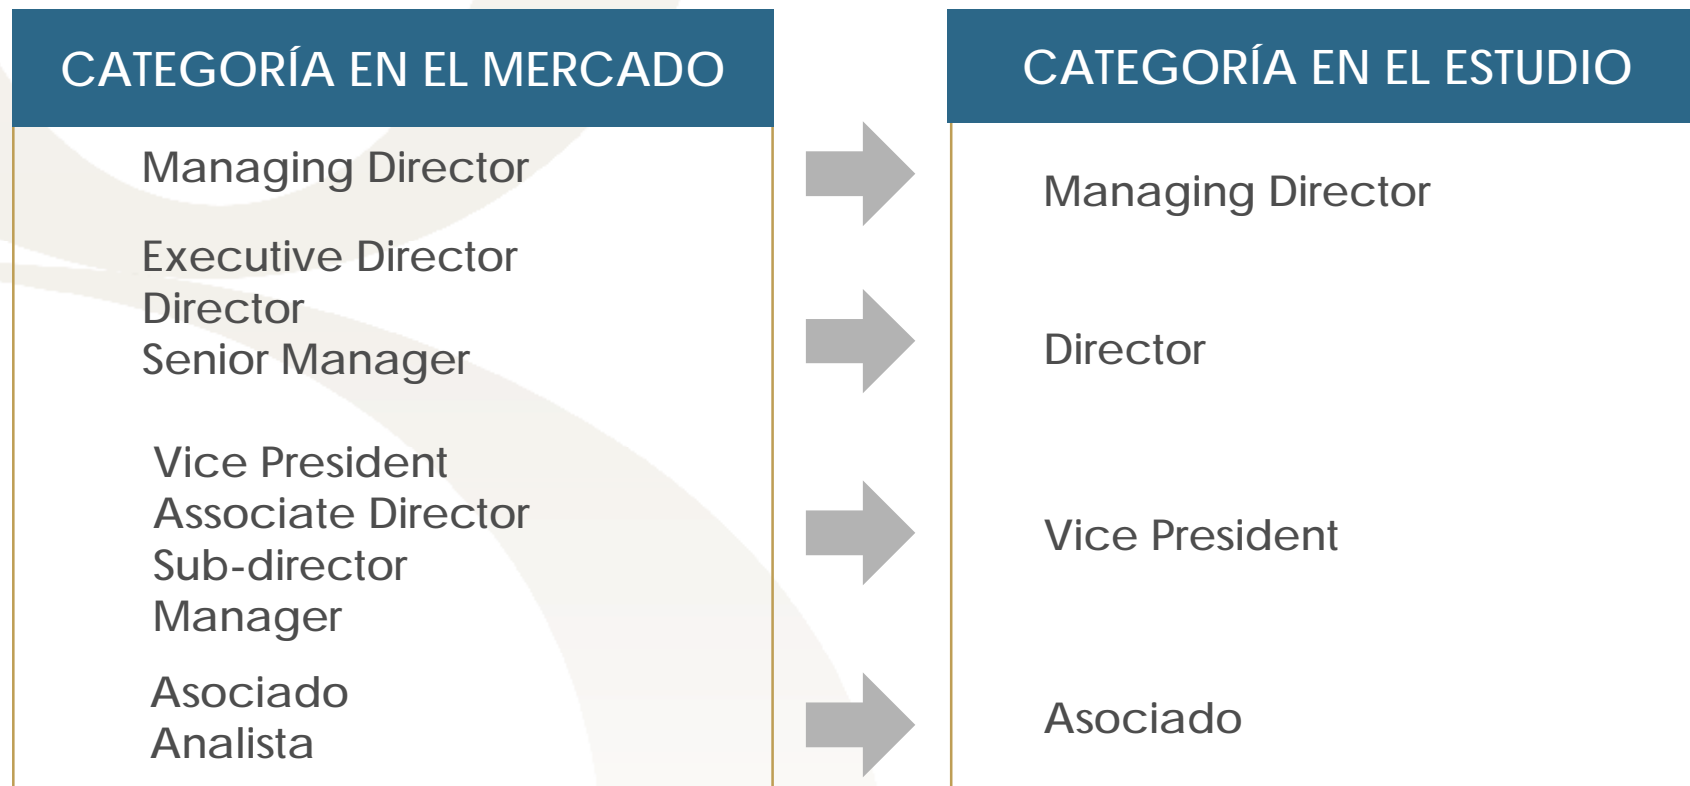 CATEGORÍA EN EL MERCADO
CATEGORÍA EN EL ESTUDIO
Managing Director
Managing Director
Executive Director
Director
Senior Manager
Director
Vice President
Associate Director
Sub-director
Manager
Vice President
Asociado
Analista
Asociado